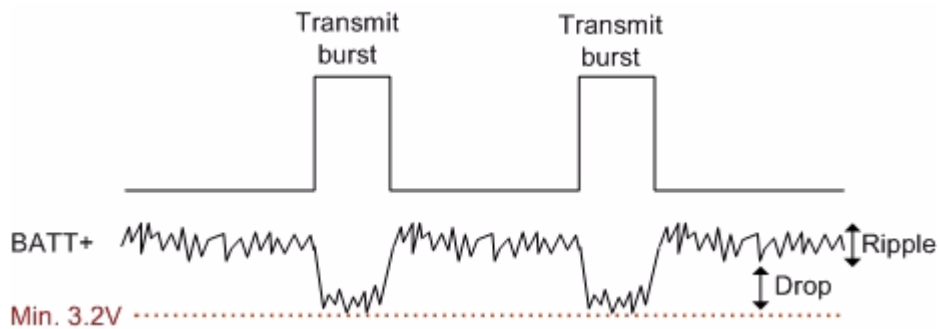 Transmit
burst
Transmit
burst
BATT+
Ripple
Drop
Min. 3.2V